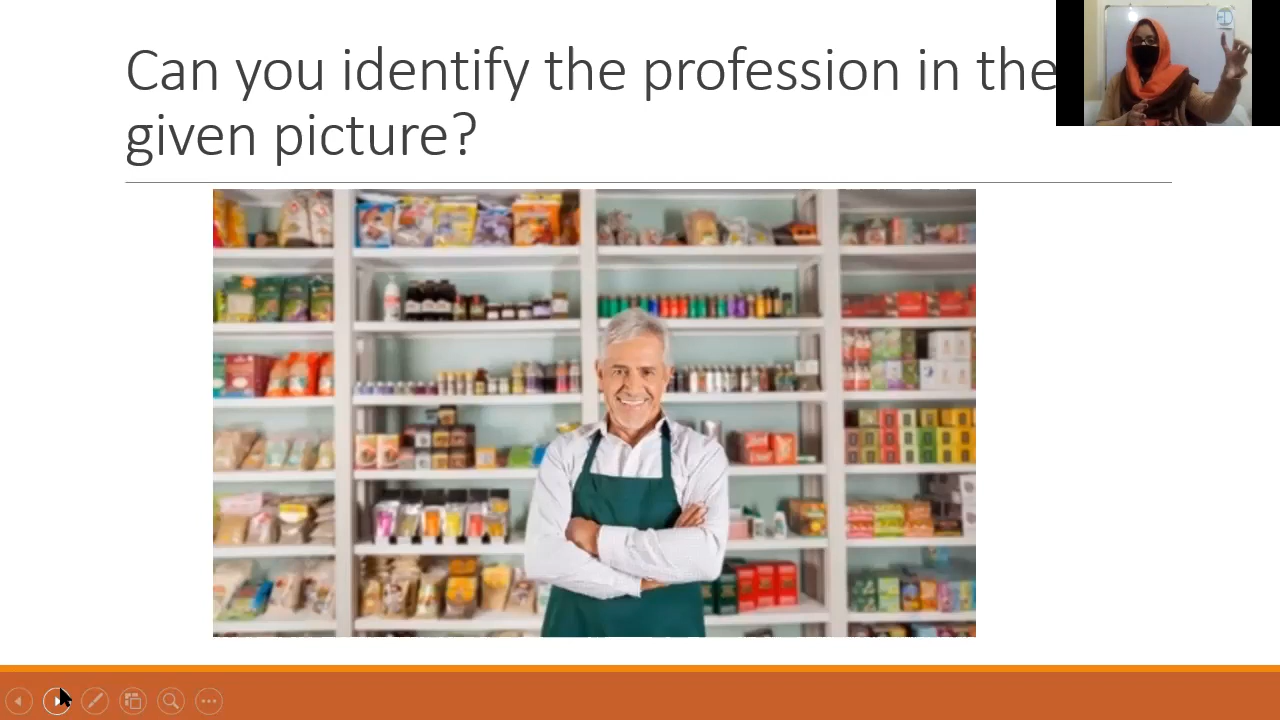 Can you identify the profession in the
given picture?